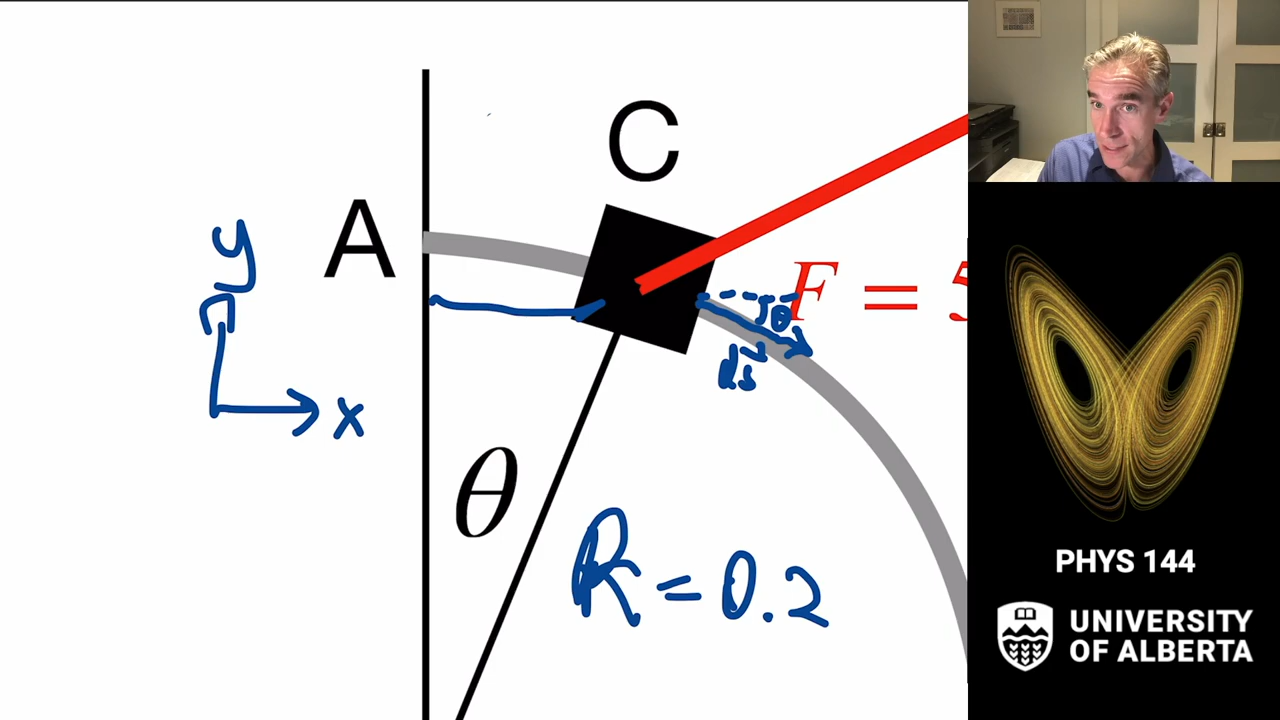 C
A
y
x
F = 5
θ
ds
θ
R = 0.2
PHYS 144
UNIVERSITY
OF ALBERTA